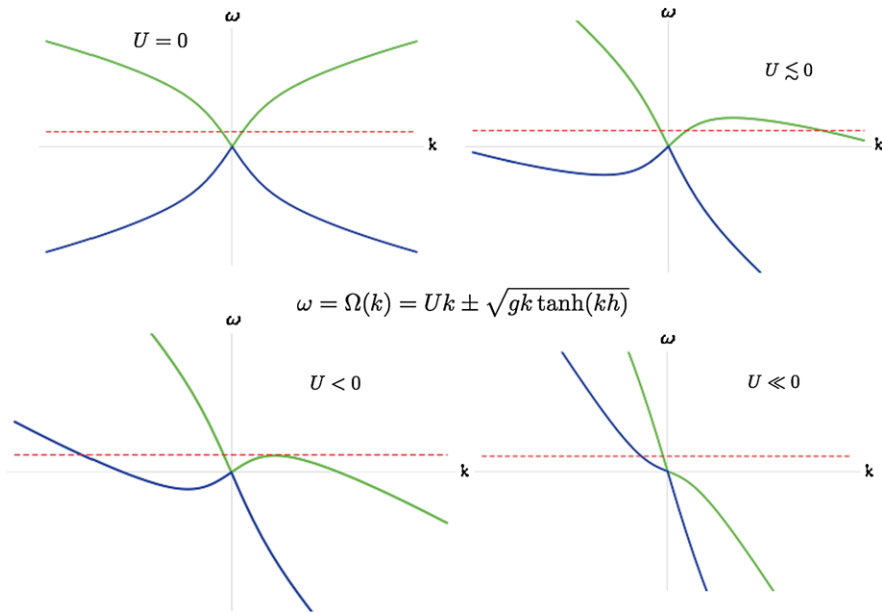 ω
U = 0
k
ω
U ≲ 0
k
ω = Ω(k) = Uk ± √(gk tanh(kh))
ω
U < 0
k
ω
U ≪ 0
k